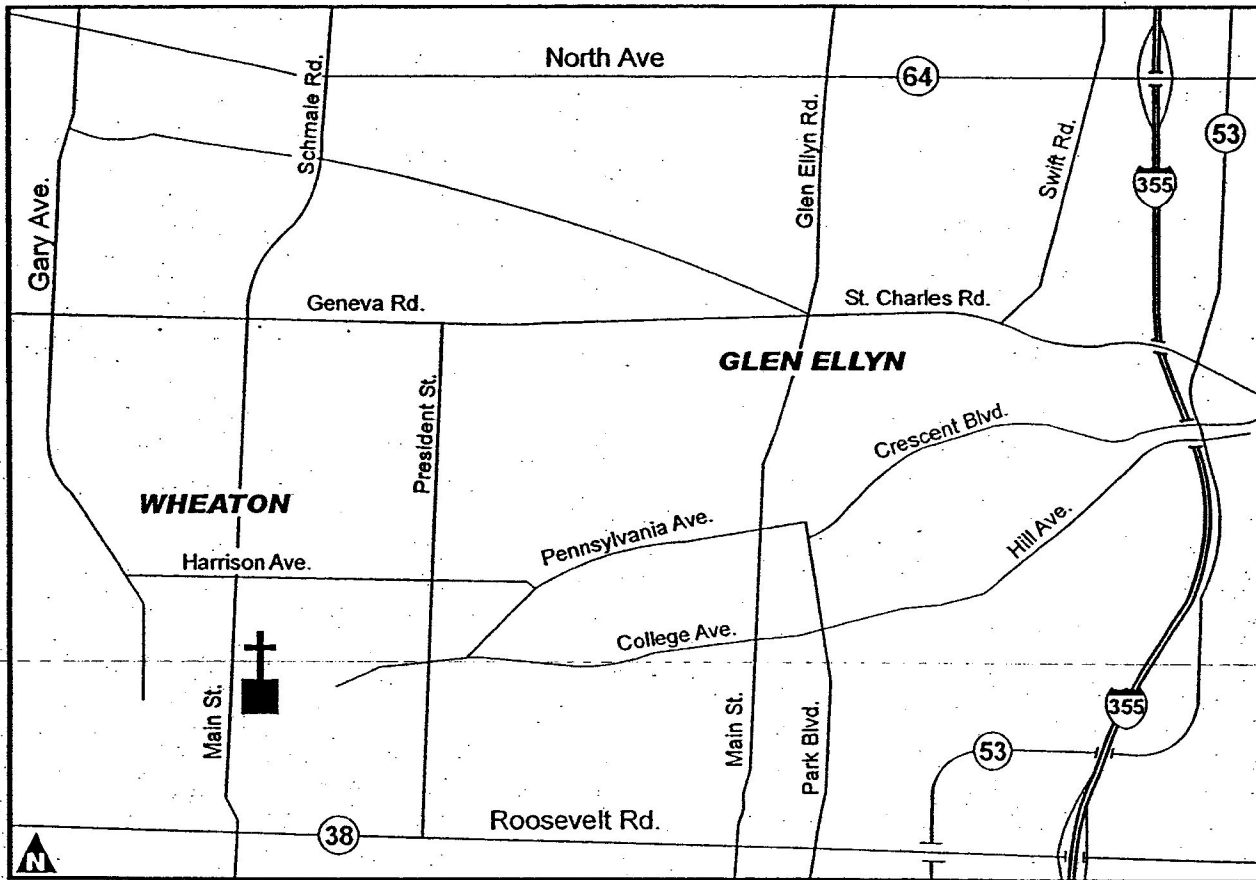 North Ave
64
Schmale Rd.
Glen Ellyn Rd.
Swift Rd.
53
355
Gary Ave.
Geneva Rd.
St. Charles Rd.
GLEN ELLYN
President St.
Crescent Blvd.
WHEATON
Pennsylvania Ave.
Hill Ave.
Harrison Ave.
College Ave.
Main St.
Main St.
Park Blvd.
355
53
38
Roosevelt Rd.
N